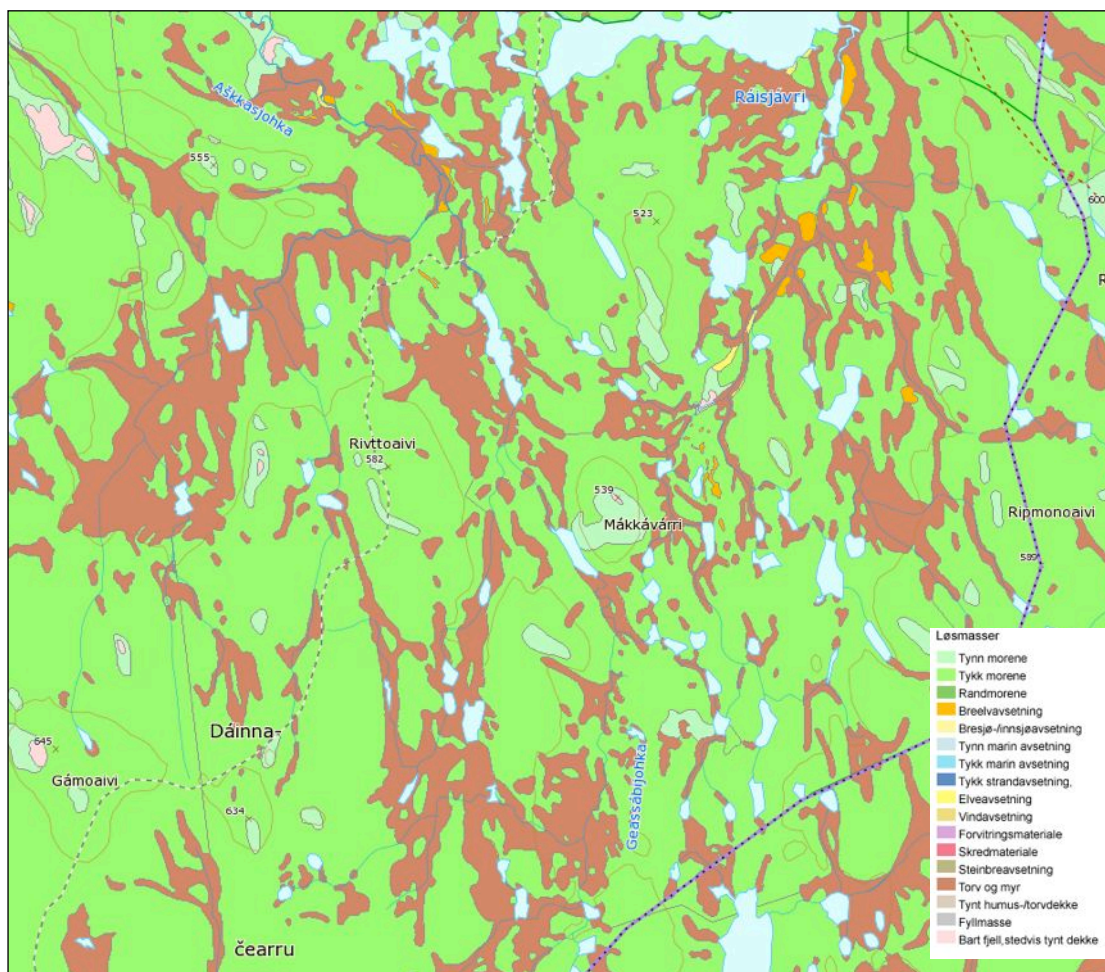 Aškkasjohka
Ráisjávri
555
523
600
R
Rivttoaivi
582
539
Mákkávárri
Ripmonoaivi
589
Dáinna-
645
Gámoaivi
634
Geassábijohka
čearru
Løsmasser
Tynn morene
Tykk morene
Randmorene
Breelvavsetning
Bresjø-/innsjøavsetning
Tynn marin avsetning
Tykk marin avsetning
Tykk strandavsetning,
Elveavsetning
Vindavsetning
Forvitringsmateriale
Skredmateriale
Steinbreavsetning
Torv og myr
Tynt humus-/torvdekke
Fyllmasse
Bart fjell,stedvis tynt dekke